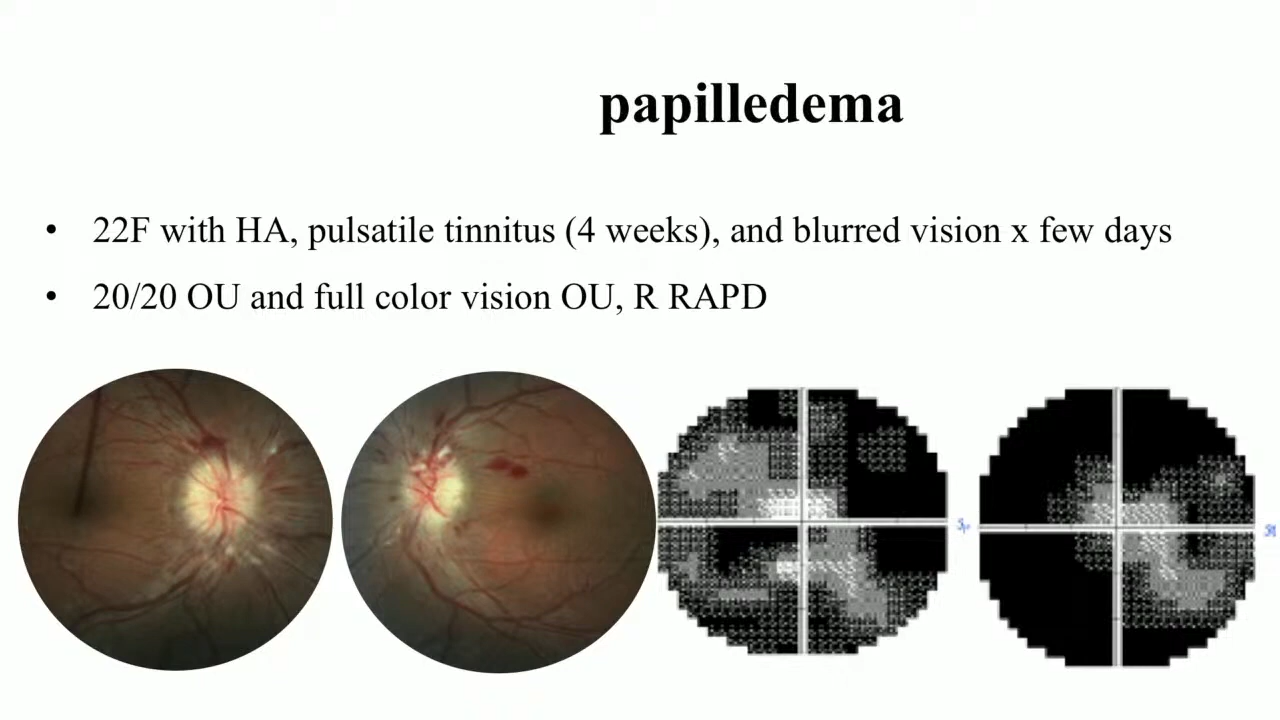 papilledema
• 22F with HA, pulsatile tinnitus (4 weeks), and blurred vision x few days
• 20/20 OU and full color vision OU, R RAPD